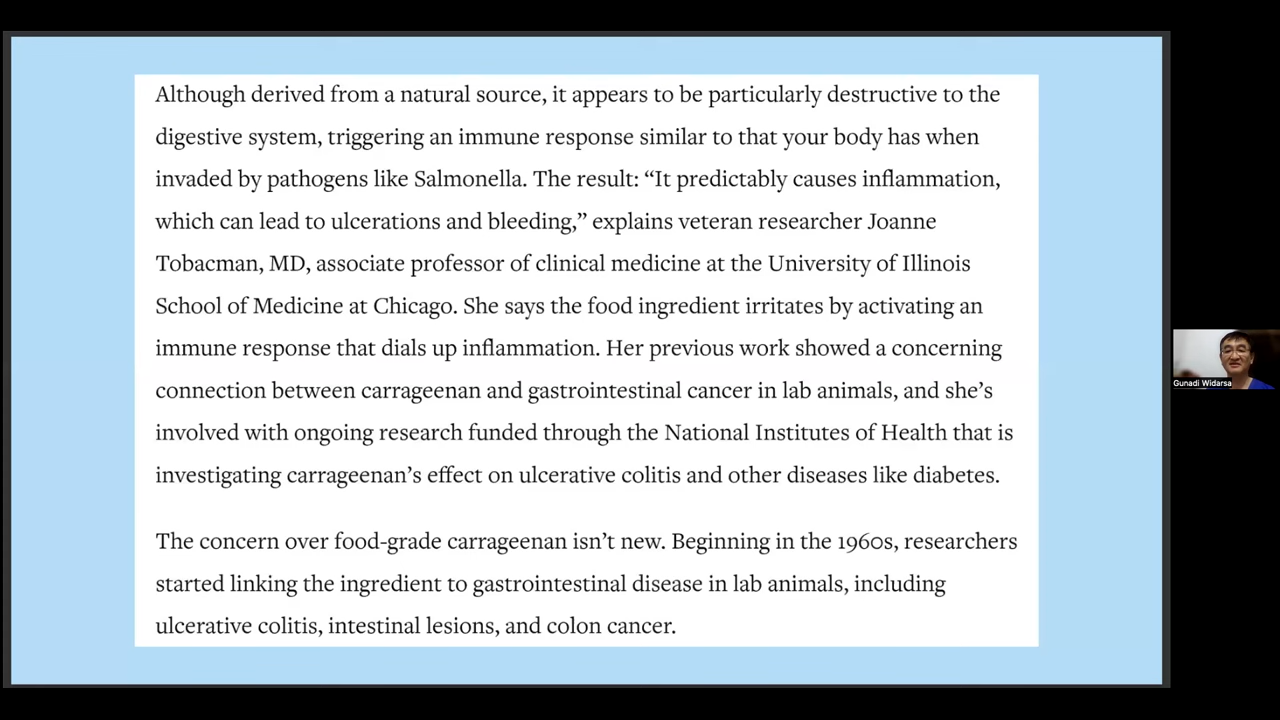 Although derived from a natural source, it appears to be particularly destructive to the
digestive system, triggering an immune response similar to that your body has when
invaded by pathogens like Salmonella. The result: “It predictably causes inflammation,
which can lead to ulcerations and bleeding,” explains veteran researcher Joanne
Tobacman, MD, associate professor of clinical medicine at the University of Illinois
School of Medicine at Chicago. She says the food ingredient irritates by activating an
immune response that dials up inflammation. Her previous work showed a concerning
connection between carrageenan and gastrointestinal cancer in lab animals, and she’s
involved with ongoing research funded through the National Institutes of Health that is
investigating carrageenan’s effect on ulcerative colitis and other diseases like diabetes.
The concern over food-grade carrageenan isn’t new. Beginning in the 1960s, researchers
started linking the ingredient to gastrointestinal disease in lab animals, including
ulcerative colitis, intestinal lesions, and colon cancer.
Gunadi Widarsa